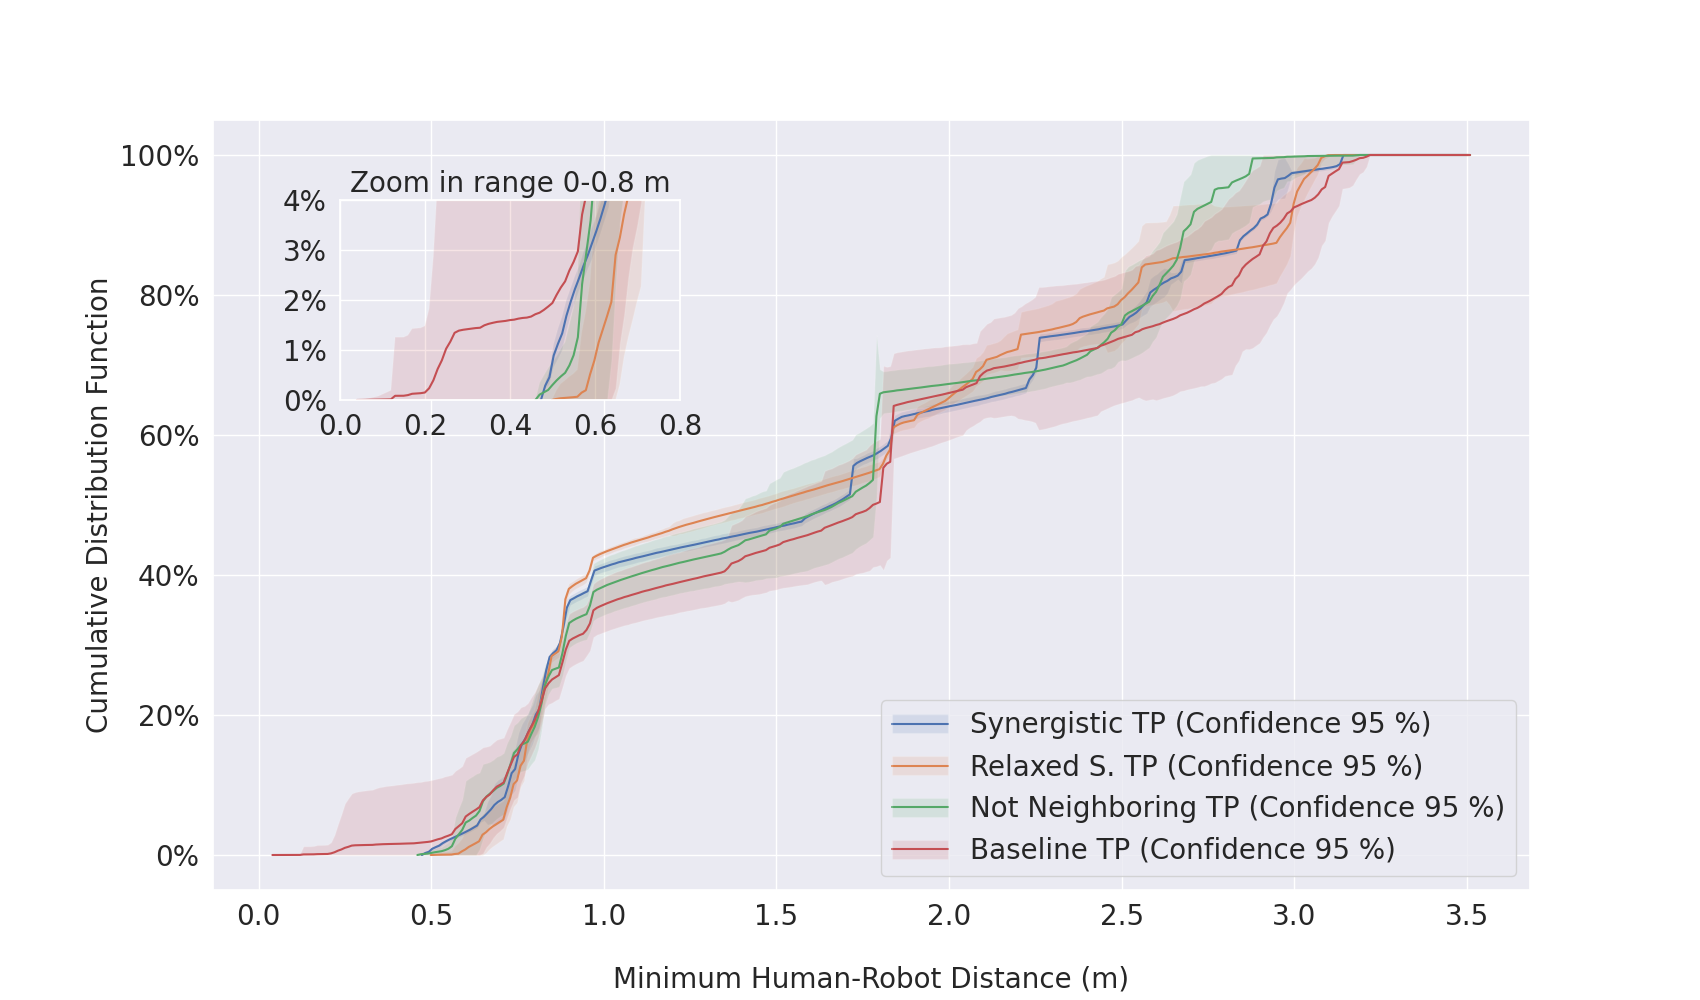 Zoom in range 0-0.8 m
4%
3%
2%
1%
0%
0.0 0.2 0.4 0.6 0.8
100%
80%
60%
40%
20%
0%
Cumulative Distribution Function
Synergistic TP (Confidence 95 %)
Relaxed S. TP (Confidence 95 %)
Not Neighboring TP (Confidence 95 %)
Baseline TP (Confidence 95 %)
0.0 0.5 1.0 1.5 2.0 2.5 3.0 3.5
Minimum Human-Robot Distance (m)